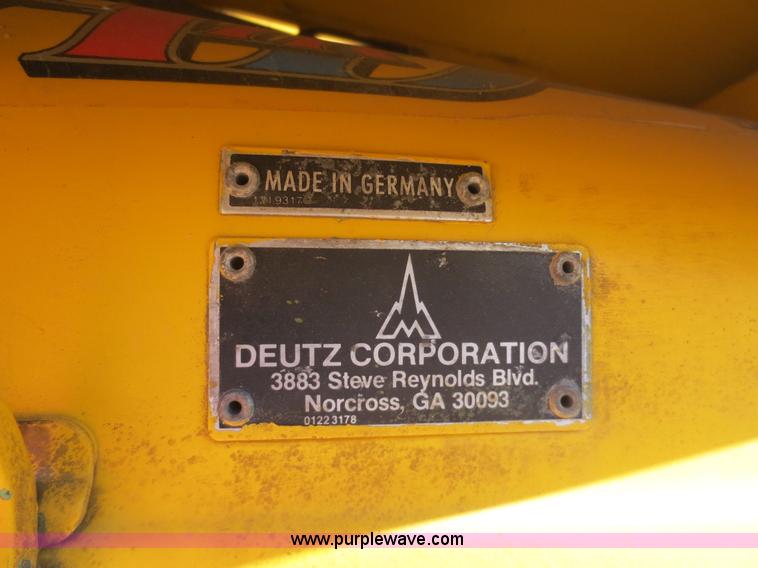 MADE IN GERMANY
DEUTZ CORPORATION
3883 Steve Reynolds Blvd.
Norcross, GA 30093
0122 3178
www.purplewave.com